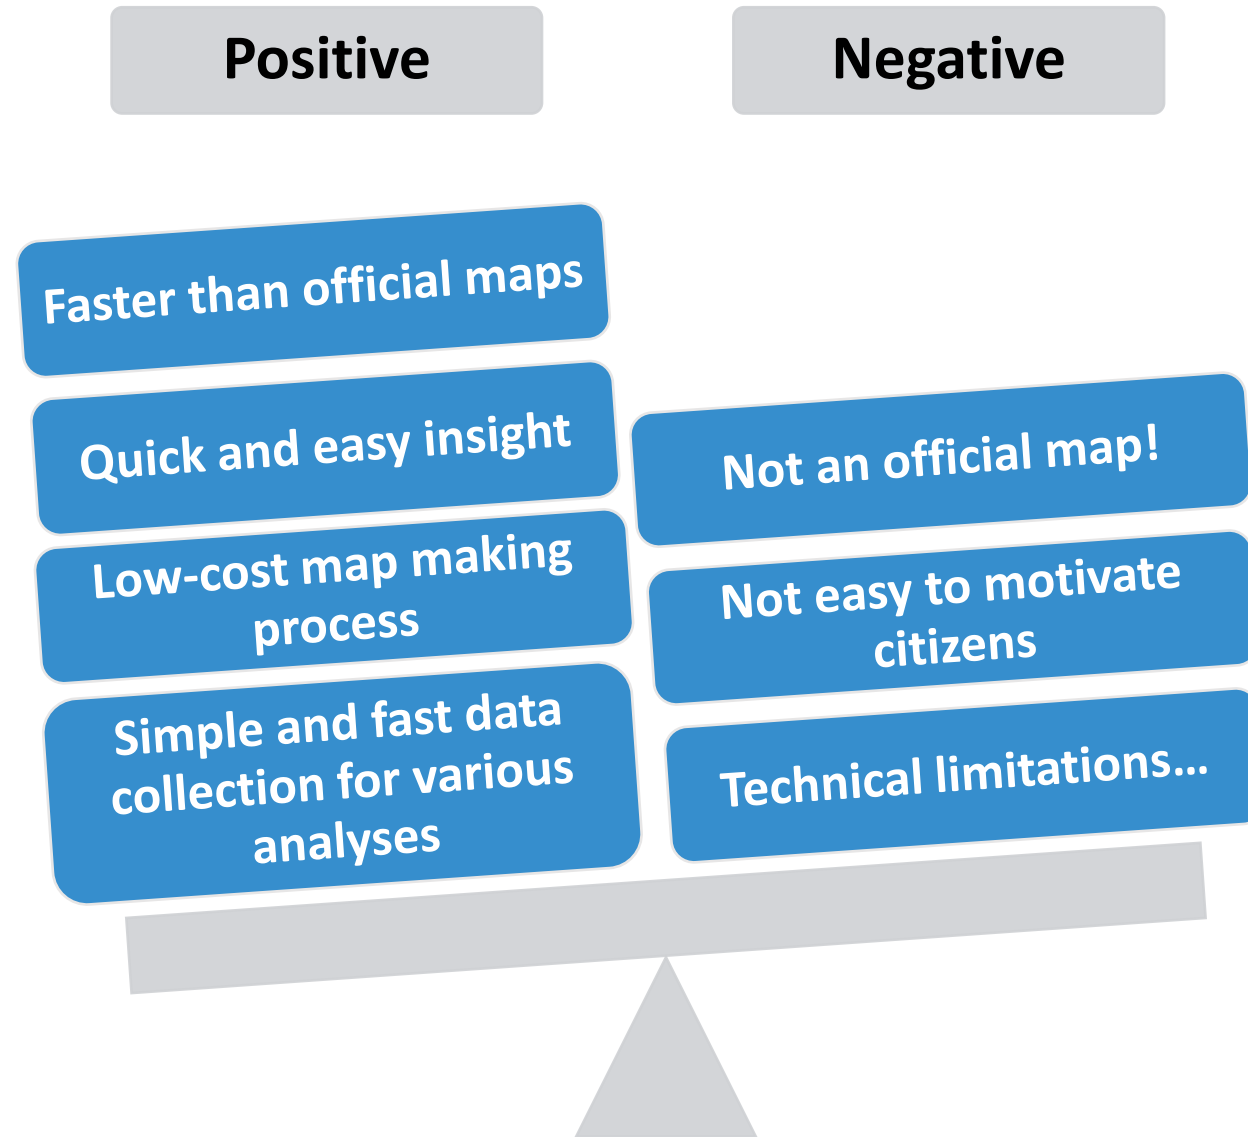 Positive
Negative
Faster than official maps
Quick and easy insight
Low-cost map making
process
Simple and fast data
collection for various
analyses
Not an official map!
Not easy to motivate
citizens
Technical limitations...